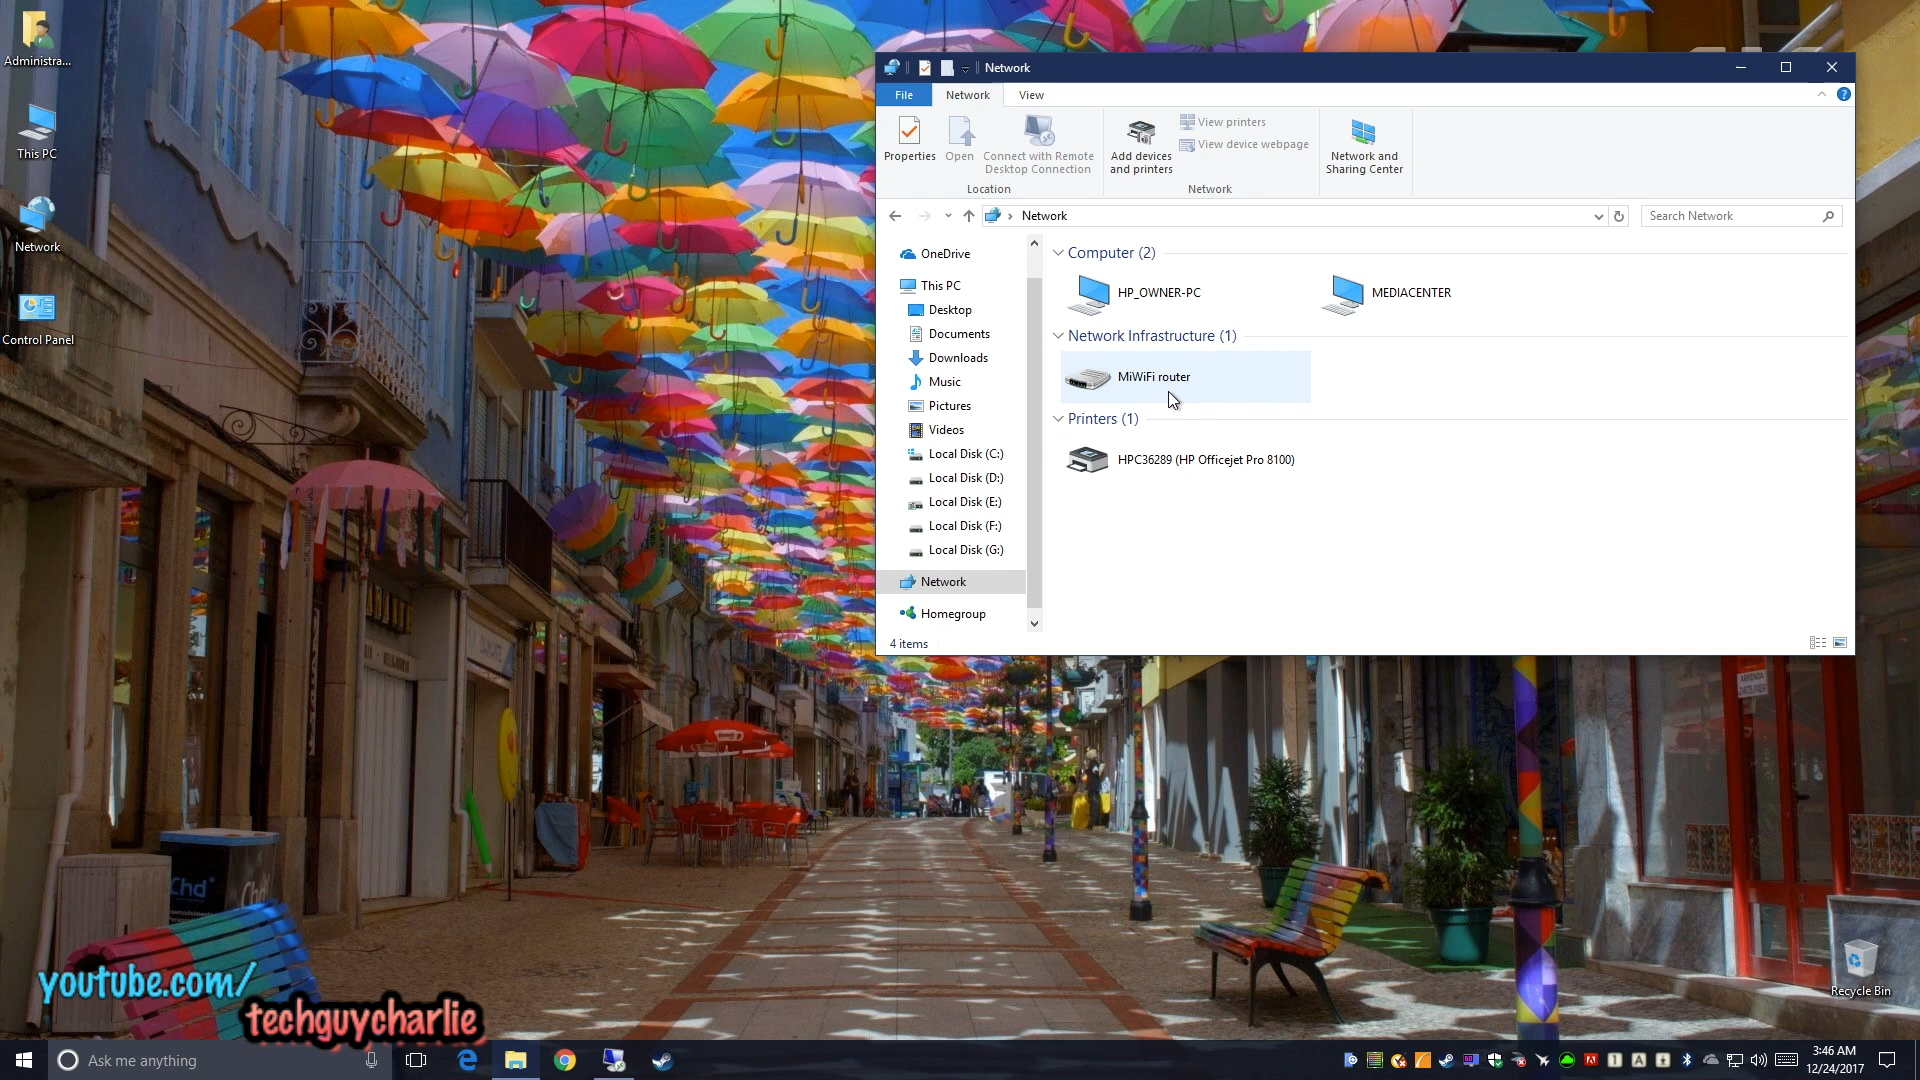 Administra...
This PC
Network
Control Panel
Network
File
Network
View
Properties
Open
Connect with Remote
Desktop Connection
Location
Add devices
and printers
View printers
View device webpage
Network
Network and
Sharing Center
Network
Search Network
OneDrive
This PC
Desktop
Documents
Downloads
Music
Pictures
Videos
Local Disk (C:)
Local Disk (D:)
Local Disk (E:)
Local Disk (F:)
Local Disk (G:)
Network
Homegroup
Computer (2)
HP_OWNER-PC
MEDIACENTER
Network Infrastructure (1)
MiWiFi router
Printers (1)
HPC36289 (HP Officejet Pro 8100)
4 items
Chd
Chd
youtube.com/
techguycharlie
Recycle Bin
Ask me anything
3:46 AM
12/24/2017